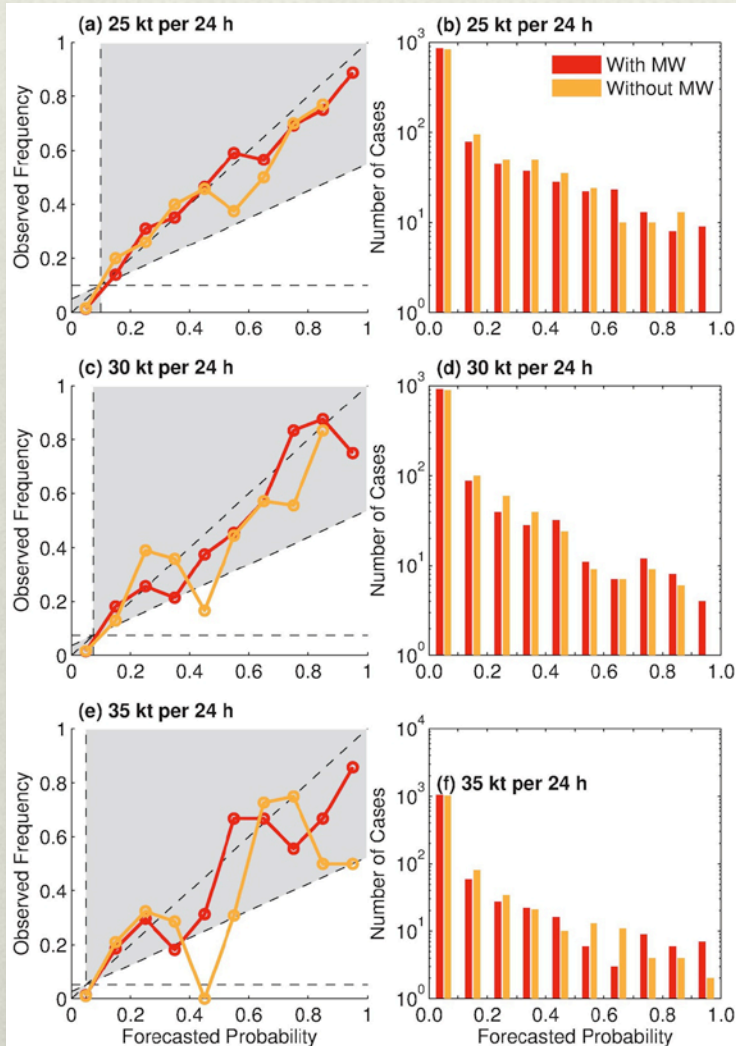 (a) 25 kt per 24 h
Observed Frequency
1
0.8
0.6
0.4
0.2
0
0 0.2 0.4 0.6 0.8 1
(b) 25 kt per 24 h
With MW
Without MW
Number of Cases
10^3
10^2
10^1
10^0
0.0 0.2 0.4 0.6 0.8 1.0
(c) 30 kt per 24 h
Observed Frequency
1
0.8
0.6
0.4
0.2
0
0 0.2 0.4 0.6 0.8 1
(d) 30 kt per 24 h
Number of Cases
10^3
10^2
10^1
10^0
0.0 0.2 0.4 0.6 0.8 1.0
(e) 35 kt per 24 h
Observed Frequency
1
0.8
0.6
0.4
0.2
0
0 0.2 0.4 0.6 0.8 1
Forecasted Probability
(f) 35 kt per 24 h
Number of Cases
10^4
10^3
10^2
10^1
10^0
0.0 0.2 0.4 0.6 0.8 1.0
Forecasted Probability